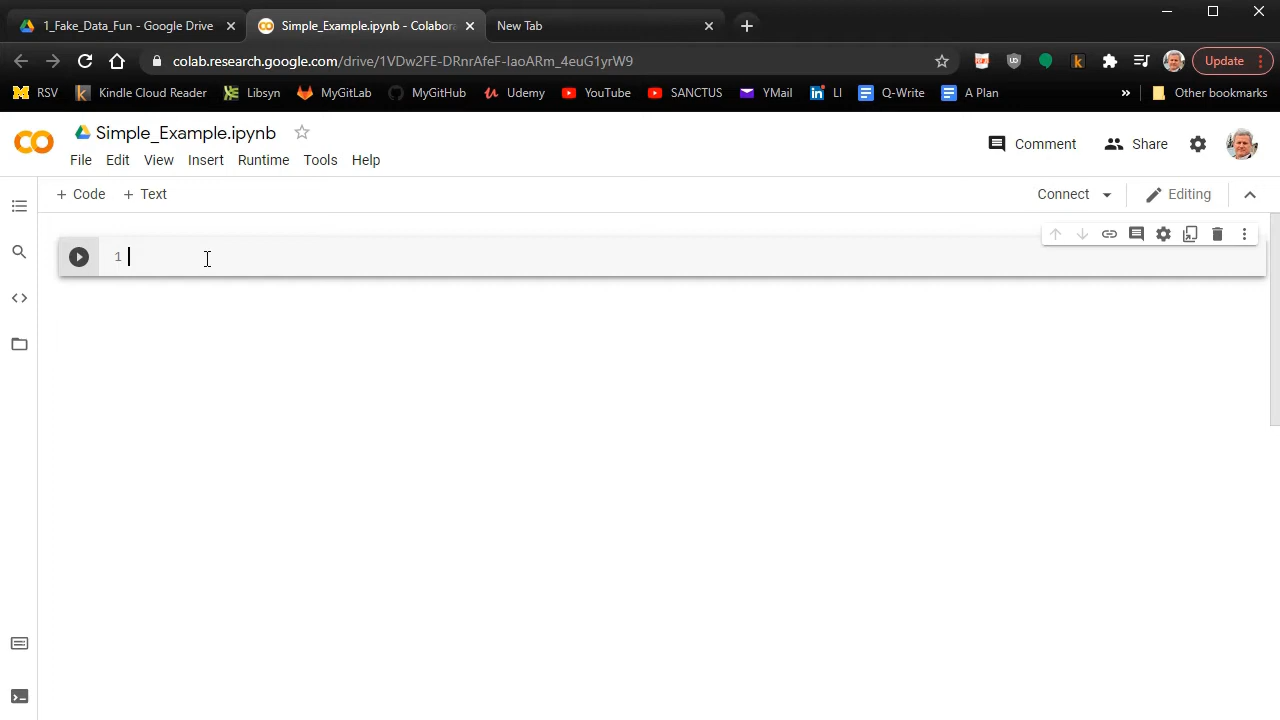 1_Fake_Data_Fun - Google Drive
Simple_Example.ipynb - Colabora
New Tab
colab.research.google.com/drive/1VDw2FE-DRnrAfeF-laoARm_4euG1yrW9
Update
RSV
Kindle Cloud Reader
Libsyn
MyGitLab
MyGitHub
Udemy
YouTube
SANCTUS
YMail
LI
Q-Write
A Plan
»
Other bookmarks
CO
Simple_Example.ipynb
Comment
Share
File Edit View Insert Runtime Tools Help
+ Code + Text
Connect
Editing
1